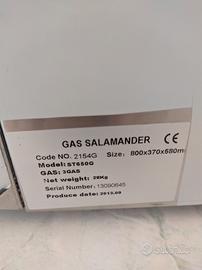 GAS SALAMANDER CE
Code NO. 2154G Size: 800x370x580m
Model: ST650G
GAS: 3GAS
Net weight: 28Kg
Serial Number: 13090645
Produce date: 2013.09
subito